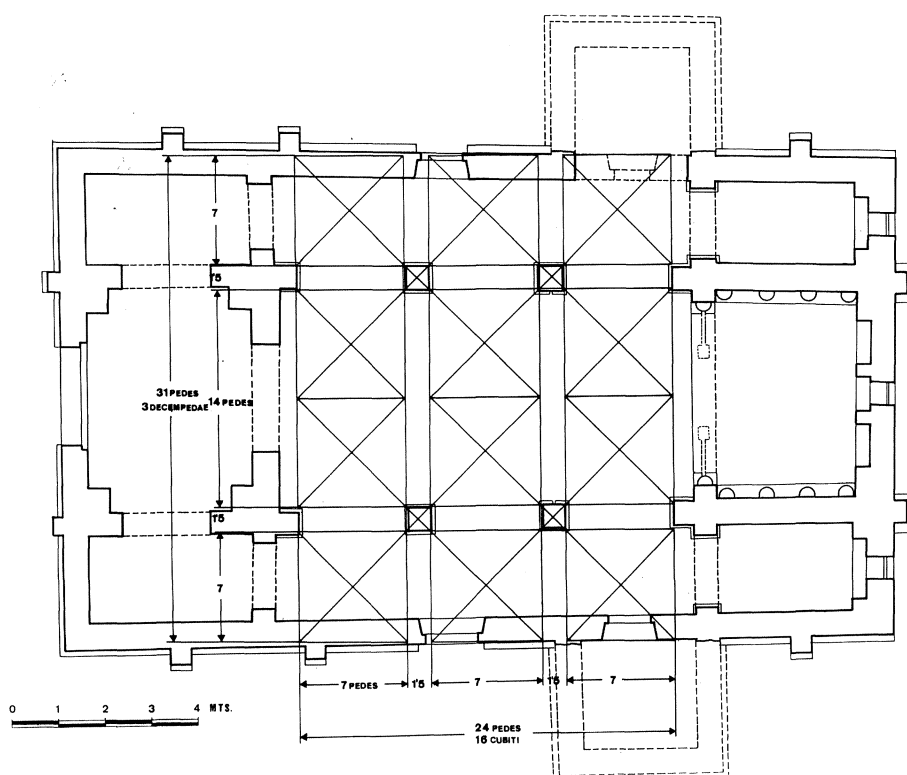 7
1'5
31 PEDES
3 DECEMPEDAE
14 PEDES
1'5
7
7 PEDES
1'5
7
1'5
7
24 PEDES
16 CUBITI
0 1 2 3 4 MTS.